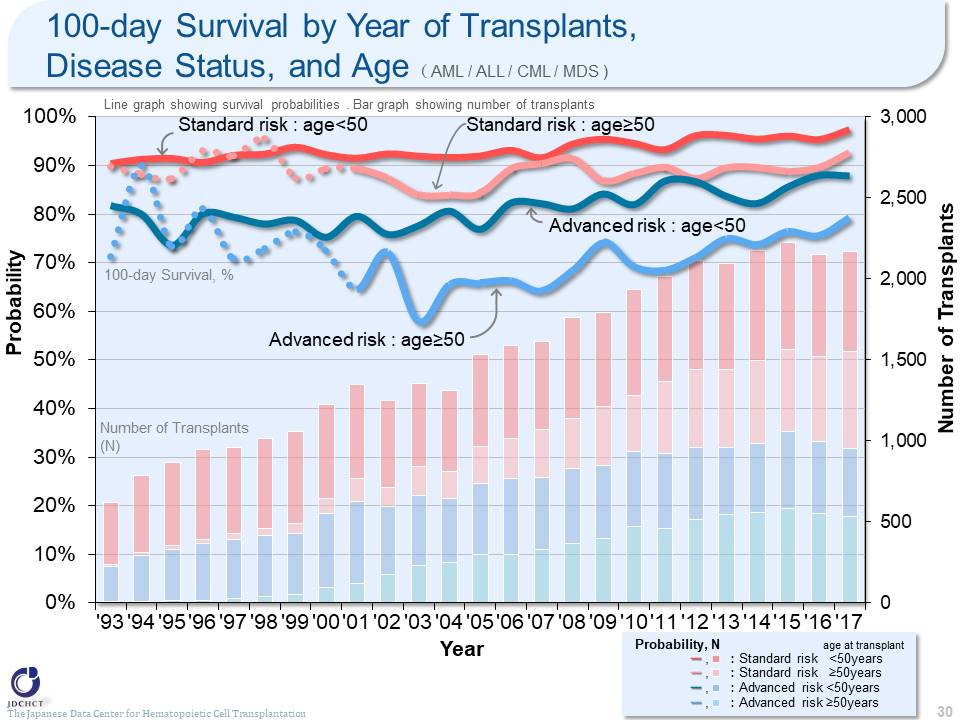 100-day Survival by Year of Transplants,
Disease Status, and Age ( AML / ALL / CML / MDS )
Line graph showing survival probabilities . Bar graph showing number of transplants
100%
90%
80%
70%
60%
50%
40%
30%
20%
10%
0%
Probability
Standard risk : age<50
Standard risk : age≥50
Advanced risk : age<50
100-day Survival, %
Advanced risk : age≥50
Number of Transplants
(N)
3,000
2,500
2,000
1,500
1,000
500
0
Number of Transplants
'93 '94 '95 '96 '97 '98 '99 '00 '01 '02 '03 '04 '05 '06 '07 '08 '09 '10 '11 '12 '13 '14 '15 '16 '17
Year
Probability, N age at transplant
, : Standard risk <50years
, : Standard risk ≥50years
, : Advanced risk <50years
, : Advanced risk ≥50years
JDCHCT
The Japanese Data Center for Hematopoietic Cell Transplantation
30